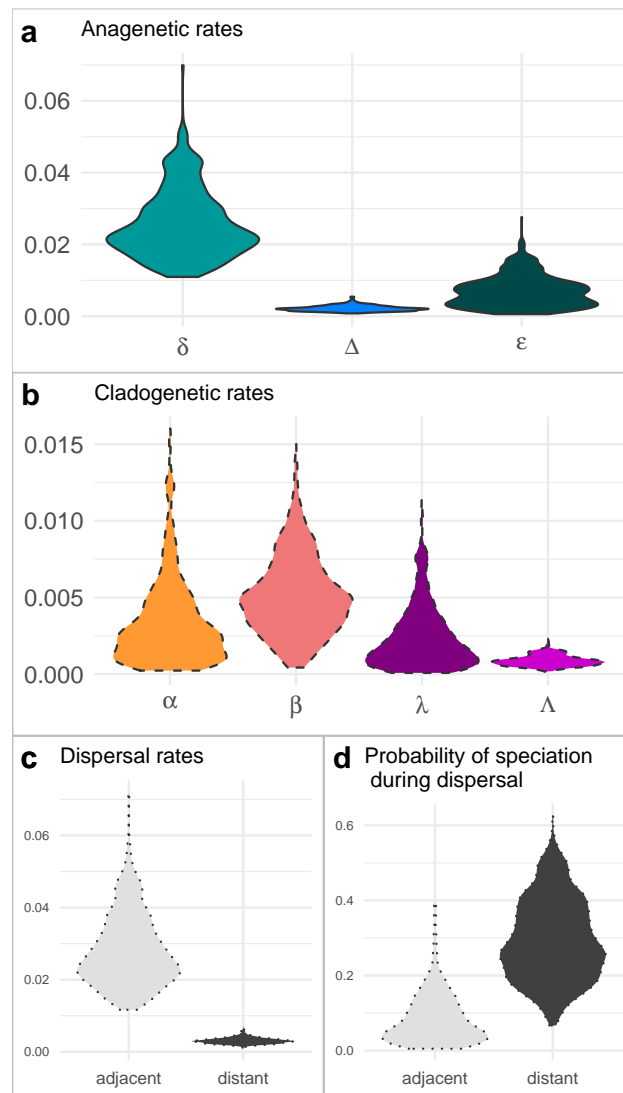 a Anagenetic rates
0.06
0.04
0.02
0.00
δ Δ ε
b Cladogenetic rates
0.015
0.010
0.005
0.000
α β λ Λ
c Dispersal rates
0.06
0.04
0.02
0.00
adjacent distant
d Probability of speciation
during dispersal
0.6
0.4
0.2
0.0
adjacent distant